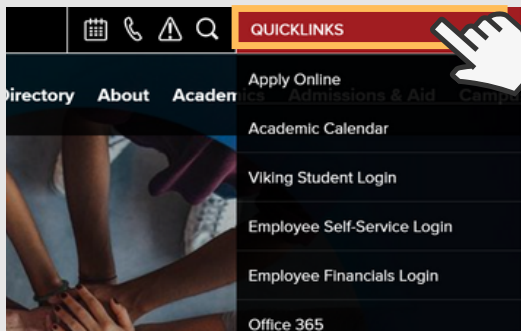 QUICKLINKS
Directory About Academics Admissions & Aid Campus
Apply Online
Academic Calendar
Viking Student Login
Employee Self-Service Login
Employee Financials Login
Office 365